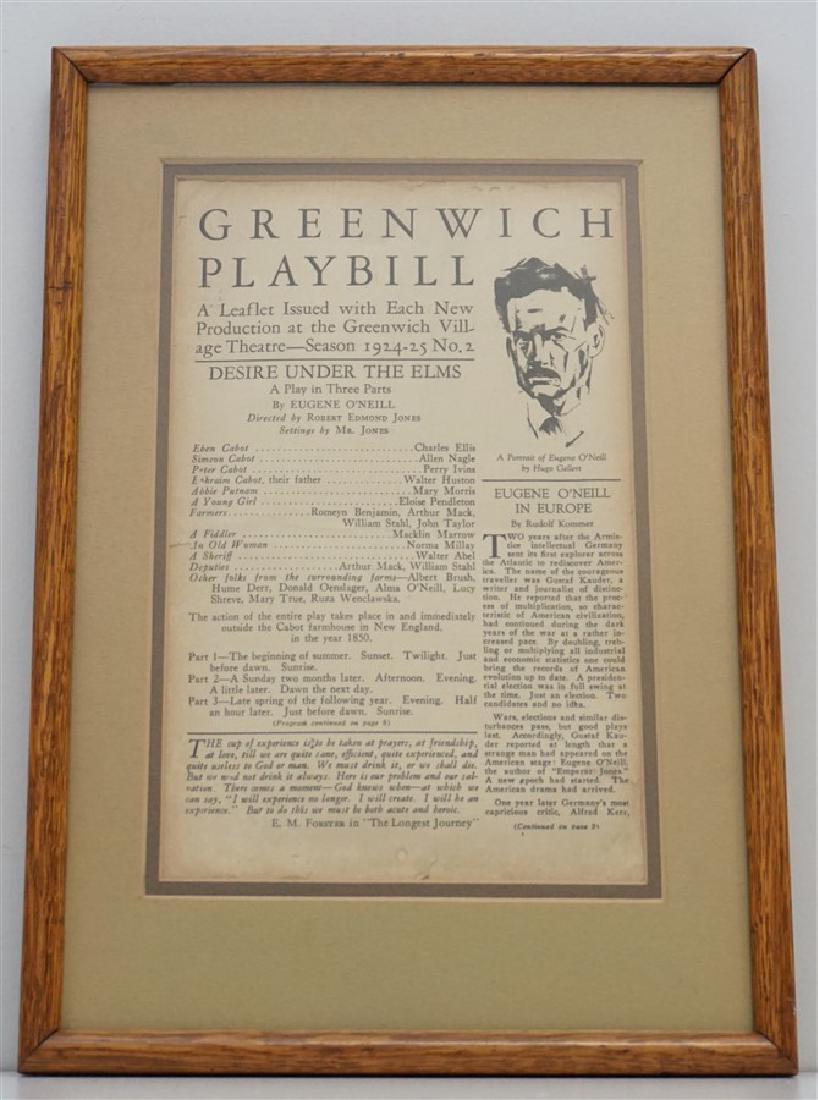 GREENWICH
PLAYBILL
A Leaflet Issued with Each New
Production at the Greenwich Vill-
age Theatre—Season 1924-25 No. 2
DESIRE UNDER THE ELMS
A Play in Three Parts
By EUGENE O'NEILL
Directed by ROBERT EDMOND JONES
Settings by MR. JONES
Eben Cabot ........ Charles Ellis
Simeon Cabot ........ Allen Nagle
Peter Cabot ........ Perry Ivins
Ephraim Cabot, their father ........ Walter Huston
Abbie Putnam ........ Mary Morris
A Young Girl ........ Eloise Pendleton
Farmers ........ Romeyn Benjamin, Arthur Mack,
William Stahl, John Taylor
A Fiddler ........ Macklin Marrow
An Old Woman ........ Norma Millay
A Sheriff ........ Walter Abel
Deputies ........ Arthur Mack, William Stahl
Other folks from the surrounding farms—Albert Brush,
Hume Derr, Donald Oenslager, Alma O'Neill, Lucy
Shreve, Mary True, Ruza Wenclawska.
The action of the entire play takes place in and immediately
outside the Cabot farmhouse in New England,
in the year 1850.
Part 1—The beginning of summer. Sunset. Twilight. Just
before dawn. Sunrise.
Part 2—A Sunday two months later. Afternoon. Evening.
A little later. Dawn the next day.
Part 3—Late spring of the following year. Evening. Half
an hour later. Just before dawn. Sunrise.
(Program continued on page 8)
THE cup of experience is to be taken at prayers, at friendship,
at love, till we are quite sane, efficient, quite experienced, and
quite useless to God or man. We must drink it, or we shall die.
But we need not drink it always. Here is our problem and our sal-
vation. There comes a moment—God knows when—at which we
can say, "I will experience no longer. I will create. I will be an
experience." But to do this we must be both acute and heroic.
E. M. FORSTER in "The Longest Journey"
A Portrait of Eugene O'Neill
by Hugo Gellert
EUGENE O'NEILL
IN EUROPE
By Rudolf Kommer
TWO years after the Armis-
tice intellectual Germany
sent its first explorer across
the Atlantic to rediscover Amer-
ica. The name of the courageous
traveller was Gustaf Kauder, a
writer and journalist of distinc-
tion. He reported that the proc-
ess of multiplication, so charac-
teristic of American civilization,
had continued during the dark
years of the war at a rather in-
creased pace. By doubling, treb-
ling or multiplying all industrial
and economic statistics one could
bring the records of American
evolution up to date. A presiden-
tial election was in full swing at
the time. Just an election. Two
candidates and no idea.
Wars, elections and similar dis-
turbances pass, but good plays
last. Accordingly, Gustaf Kau-
der reported at length that a
strange man had appeared on the
American stage: Eugene O'Neill,
the author of "Emperor Jones."
A new epoch had started. The
American drama had arrived.
One year later Germany's most
capricious critic, Alfred Kerr,
(Continued on page 3)